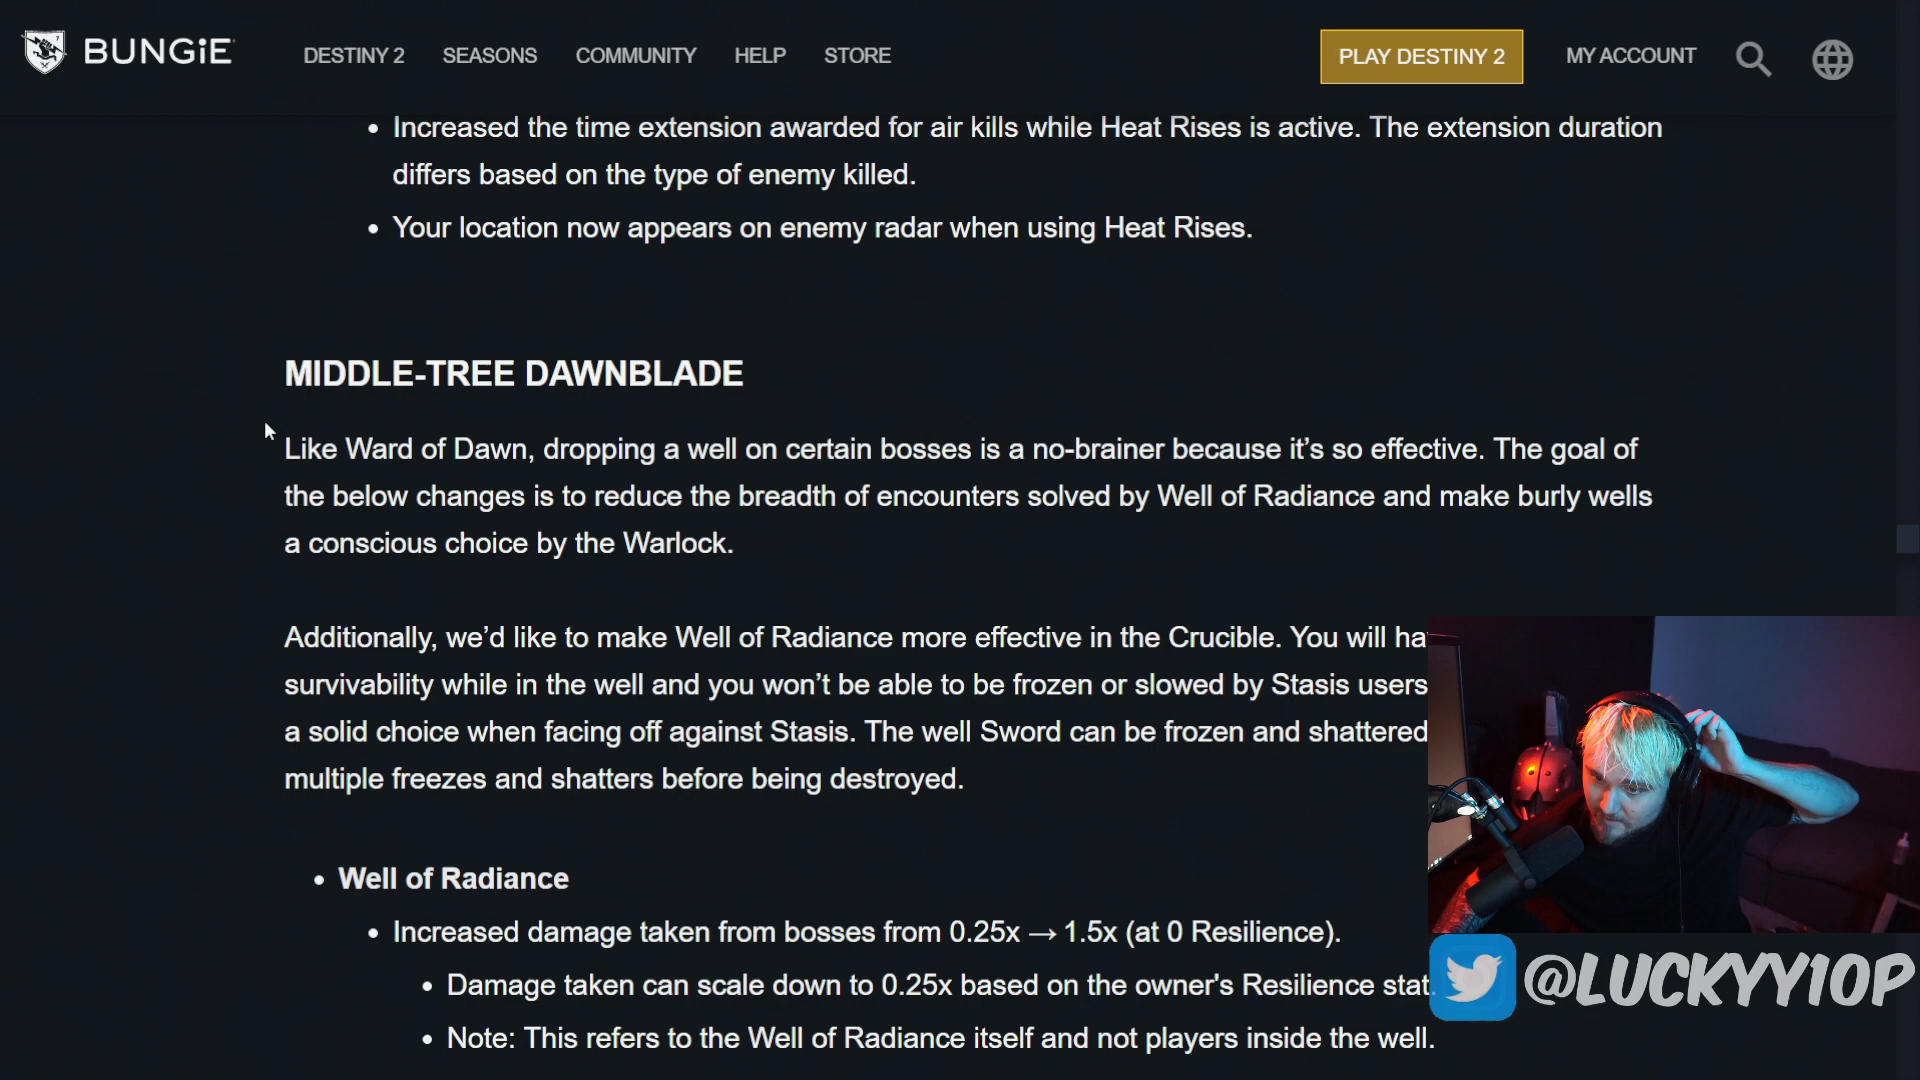 BUNGiE
DESTINY 2 SEASONS COMMUNITY HELP STORE
PLAY DESTINY 2 MY ACCOUNT
• Increased the time extension awarded for air kills while Heat Rises is active. The extension duration
differs based on the type of enemy killed.
• Your location now appears on enemy radar when using Heat Rises.
MIDDLE-TREE DAWNBLADE
Like Ward of Dawn, dropping a well on certain bosses is a no-brainer because it’s so effective. The goal of
the below changes is to reduce the breadth of encounters solved by Well of Radiance and make burly wells
a conscious choice by the Warlock.
Additionally, we’d like to make Well of Radiance more effective in the Crucible. You will ha
survivability while in the well and you won’t be able to be frozen or slowed by Stasis users
a solid choice when facing off against Stasis. The well Sword can be frozen and shattered
multiple freezes and shatters before being destroyed.
• Well of Radiance
• Increased damage taken from bosses from 0.25x → 1.5x (at 0 Resilience).
• Damage taken can scale down to 0.25x based on the owner's Resilience stat.
• Note: This refers to the Well of Radiance itself and not players inside the well.
@LUCKYY10P